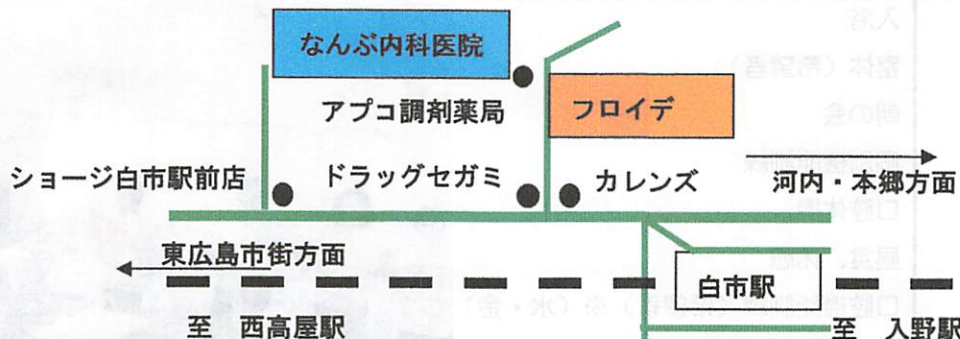 なんぶ内科医院
アプコ調剤薬局
フロイデ
ショージ白市駅前店
ドラッグセガミ
カレンズ
河内・本郷方面
東広島市街方面
白市駅
至　西高屋駅
至　入野駅